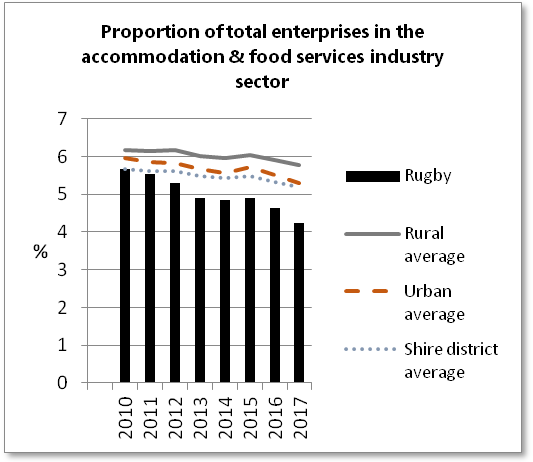 Proportion of total enterprises in the
accommodation & food services industry
sector
7
6
5
4
3
2
1
0
%
2010
2011
2012
2013
2014
2015
2016
2017
Rugby
Rural
average
Urban
average
Shire district
average